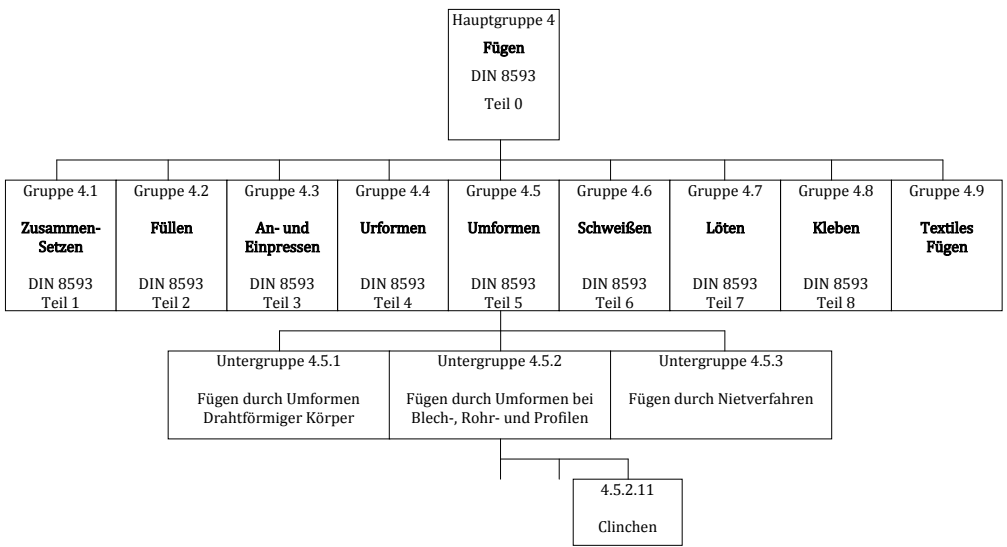 Hauptgruppe 4
Fügen
DIN 8593
Teil 0
Gruppe 4.1
Zusammen-
Setzen
DIN 8593
Teil 1
Gruppe 4.2
Füllen
DIN 8593
Teil 2
Gruppe 4.3
An- und
Einpressen
DIN 8593
Teil 3
Gruppe 4.4
Urformen
DIN 8593
Teil 4
Gruppe 4.5
Umformen
DIN 8593
Teil 5
Gruppe 4.6
Schweißen
DIN 8593
Teil 6
Gruppe 4.7
Löten
DIN 8593
Teil 7
Gruppe 4.8
Kleben
DIN 8593
Teil 8
Gruppe 4.9
Textiles
Fügen
Untergruppe 4.5.1
Fügen durch Umformen
Drahtförmiger Körper
Untergruppe 4.5.2
Fügen durch Umformen bei
Blech-, Rohr- und Profilen
Untergruppe 4.5.3
Fügen durch Nietverfahren
4.5.2.11
Clinchen